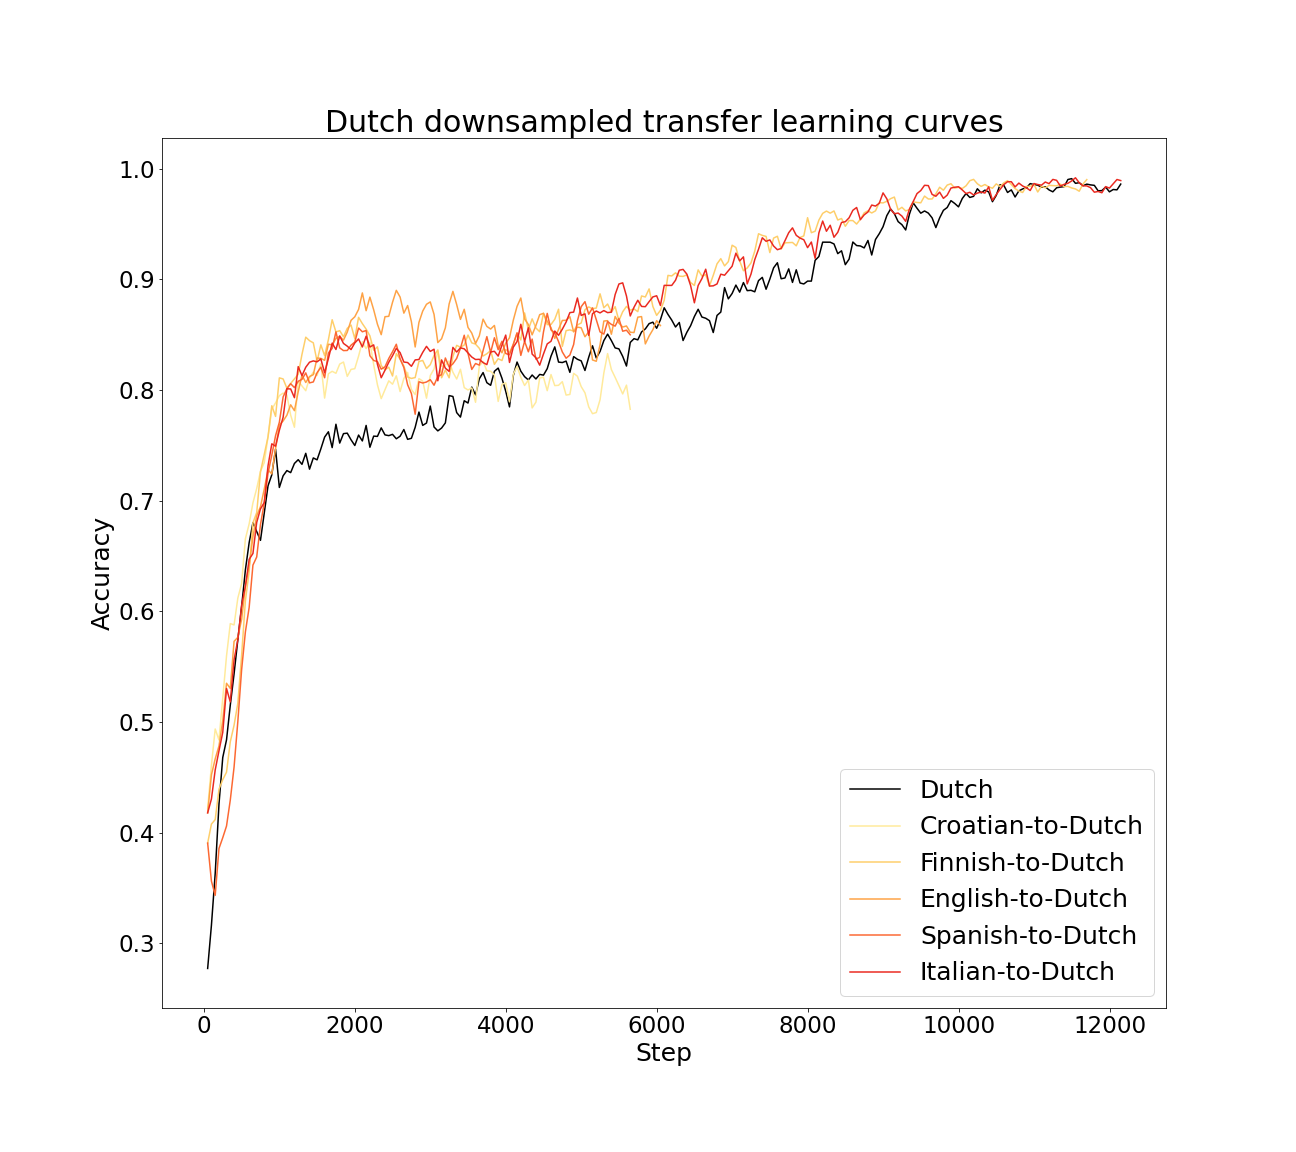 Dutch downsampled transfer learning curves
1.0
0.9
0.8
0.7
0.6
0.5
0.4
0.3
Accuracy
0 2000 4000 6000 8000 10000 12000
Step
Dutch
Croatian-to-Dutch
Finnish-to-Dutch
English-to-Dutch
Spanish-to-Dutch
Italian-to-Dutch